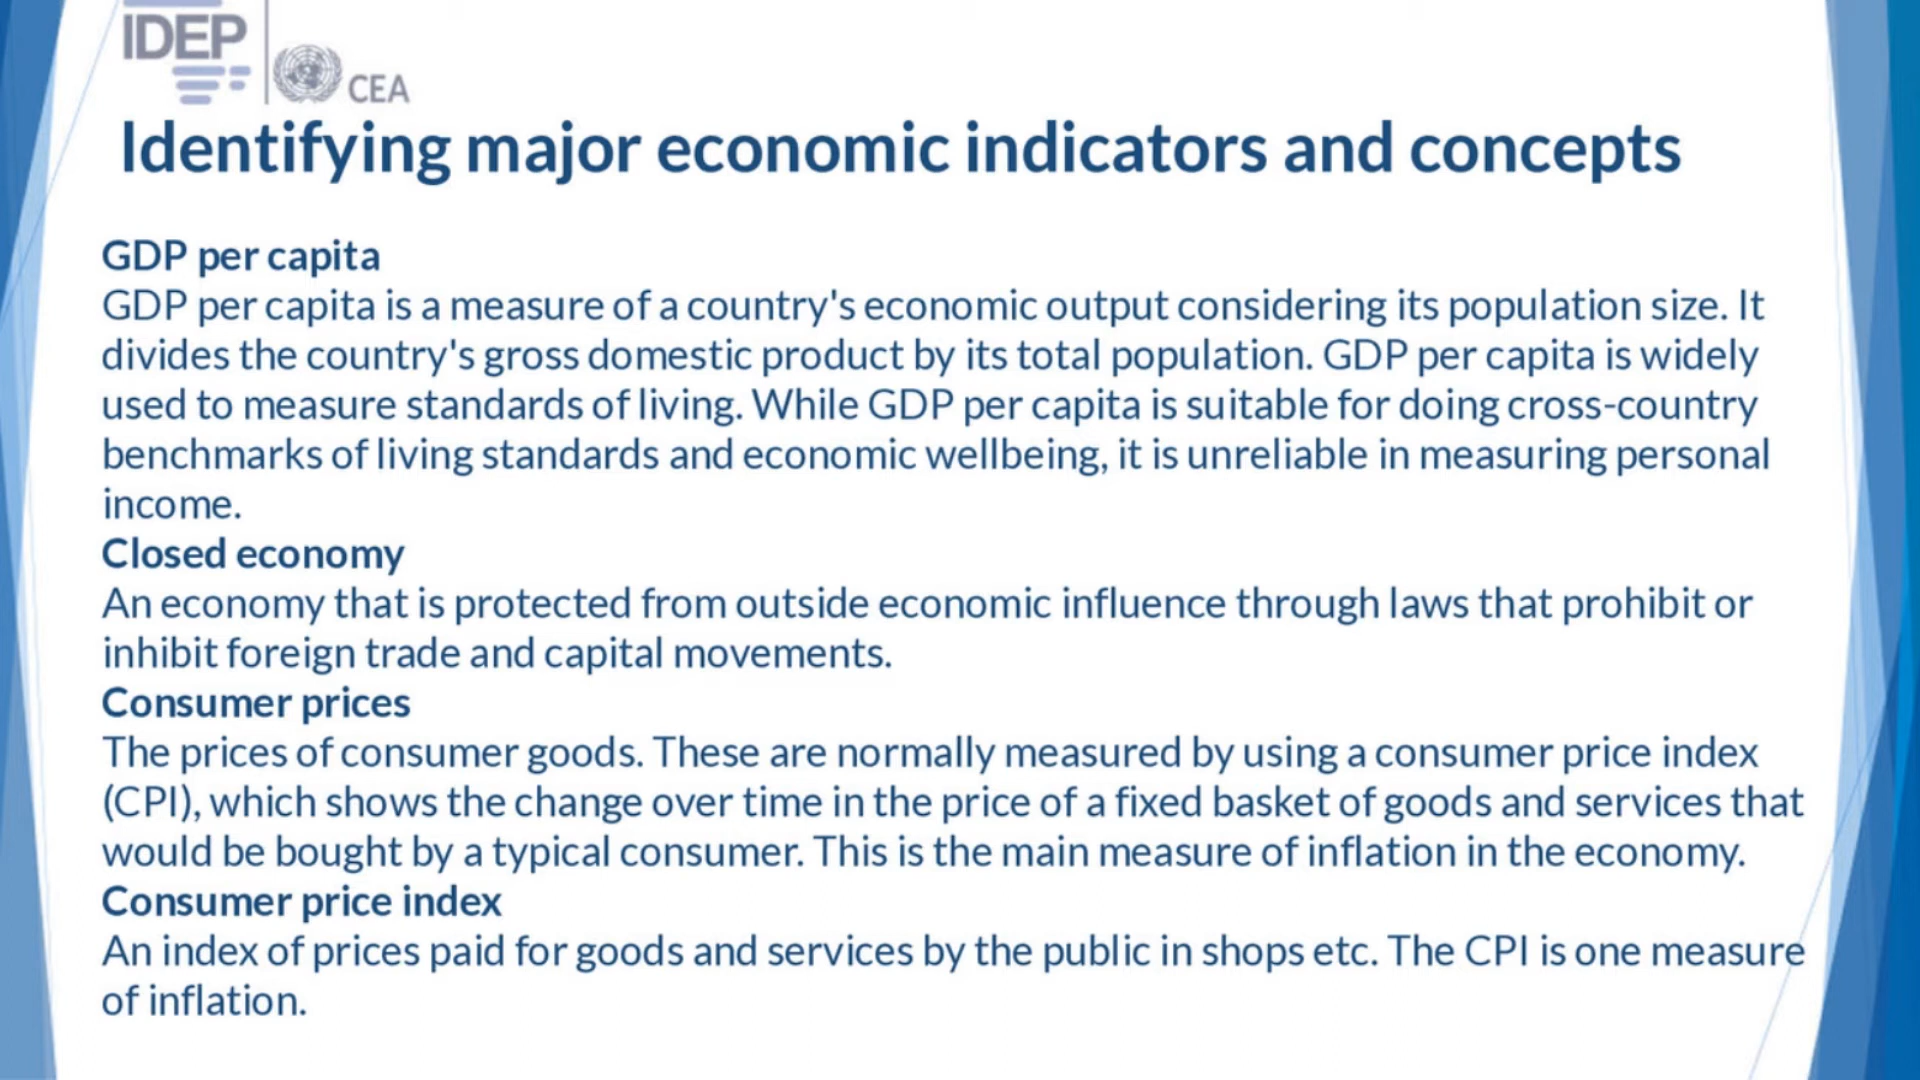 IDEP
CEA
Identifying major economic indicators and concepts
GDP per capita
GDP per capita is a measure of a country's economic output considering its population size. It
divides the country's gross domestic product by its total population. GDP per capita is widely
used to measure standards of living. While GDP per capita is suitable for doing cross-country
benchmarks of living standards and economic wellbeing, it is unreliable in measuring personal
income.
Closed economy
An economy that is protected from outside economic influence through laws that prohibit or
inhibit foreign trade and capital movements.
Consumer prices
The prices of consumer goods. These are normally measured by using a consumer price index
(CPI), which shows the change over time in the price of a fixed basket of goods and services that
would be bought by a typical consumer. This is the main measure of inflation in the economy.
Consumer price index
An index of prices paid for goods and services by the public in shops etc. The CPI is one measure
of inflation.